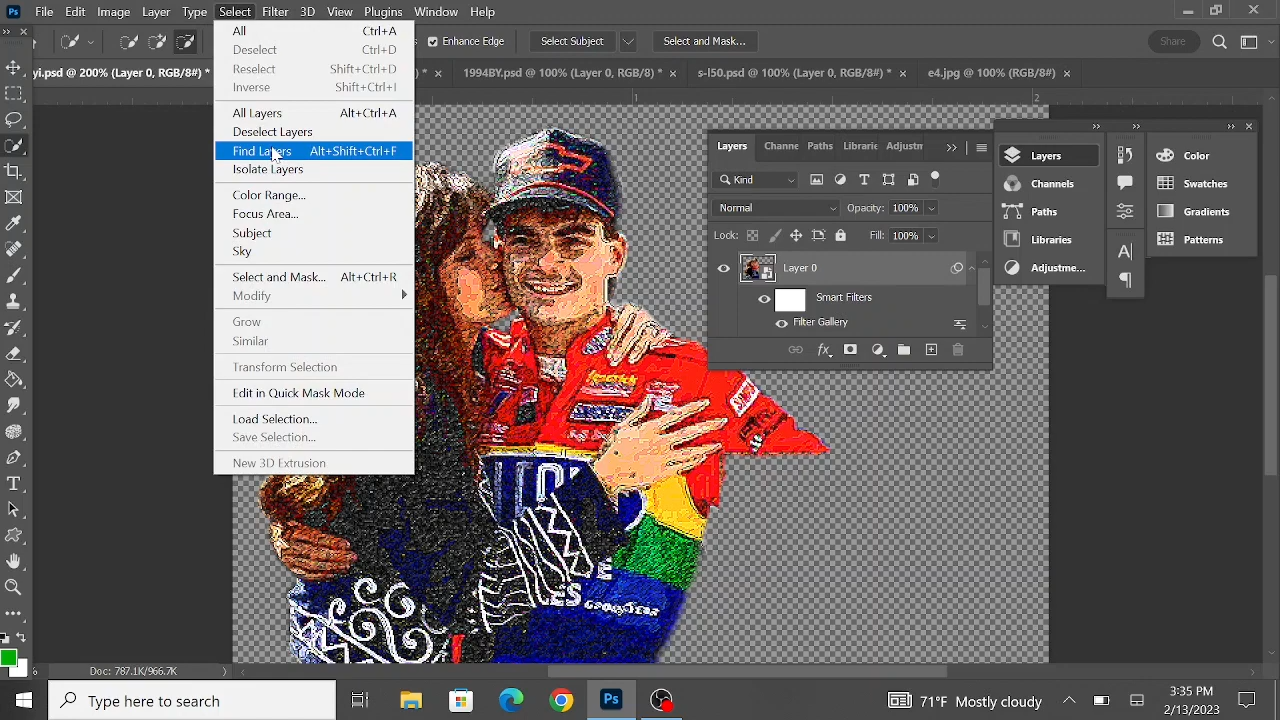 Ps File Edit Image Layer Type Select Filter 3D View Plugins Window Help
Enhance Edge Select Subject Select and Mask... Share
yi.psd @ 200% (Layer 0, RGB/8#) * 1994BY.psd @ 100% (Layer 0, RGB/8) * s-l50.psd @ 100% (Layer 0, RGB/8#) * e4.jpg @ 100% (RGB/8#)
1 2
All Ctrl+A
Deselect Ctrl+D
Reselect Shift+Ctrl+D
Inverse Shift+Ctrl+I
All Layers Alt+Ctrl+A
Deselect Layers
Find Layers Alt+Shift+Ctrl+F
Isolate Layers
Color Range...
Focus Area...
Subject
Sky
Select and Mask... Alt+Ctrl+R
Modify
Grow
Similar
Transform Selection
Edit in Quick Mask Mode
Load Selection...
Save Selection...
New 3D Extrusion
Layers Channe Paths Librarie Adjustm
Kind
Normal Opacity: 100%
Lock: Fill: 100%
Layer 0
Smart Filters
Filter Gallery
fx
Layers
Channels
Paths
Libraries
Adjustme...
Color
Swatches
Gradients
Patterns
GOODYEAR
Doc: 787.1K/966.7K
Type here to search
Ps
71°F Mostly cloudy
3:35 PM
2/13/2023